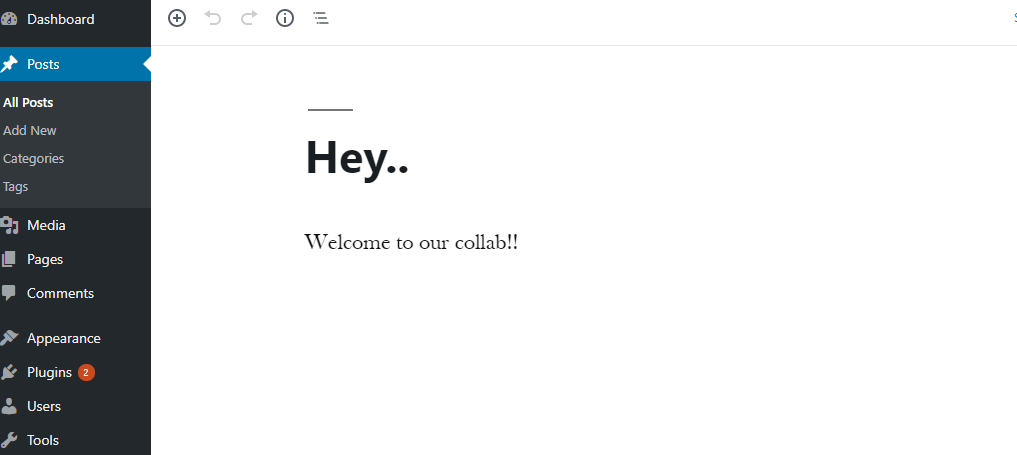 Dashboard
Posts
All Posts
Add New
Categories
Tags
Media
Pages
Comments
Appearance
Plugins 2
Users
Tools
Hey..
Welcome to our collab!!